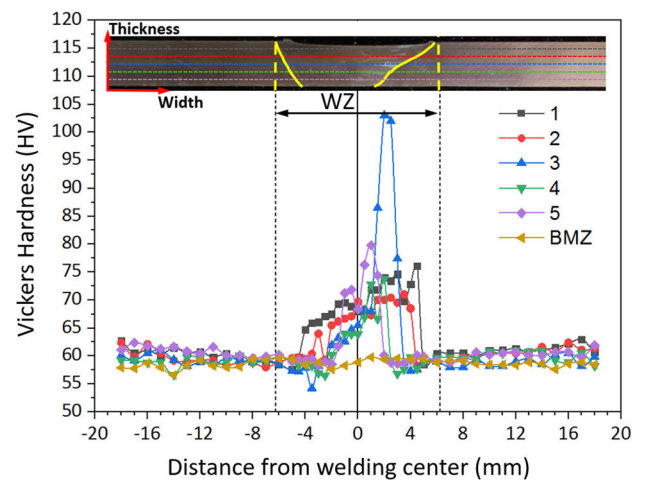 Thickness
Width
WZ
Vickers Hardness (HV)
115
110
105
100
95
90
85
80
75
70
65
60
55
50
1
2
3
4
5
BMZ
-20 -16 -12 -8 -4 0 4 8 12 16 20
Distance from welding center (mm)